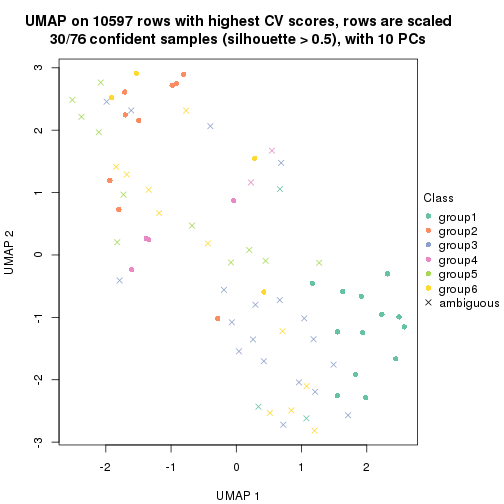 UMAP on 10597 rows with highest CV scores, rows are scaled
30/76 confident samples (silhouette > 0.5), with 10 PCs
3
2
1
0
-1
-2
-3
UMAP 2
-2
-1
0
1
2
UMAP 1
Class
group1
group2
group3
group4
group5
group6
ambiguous